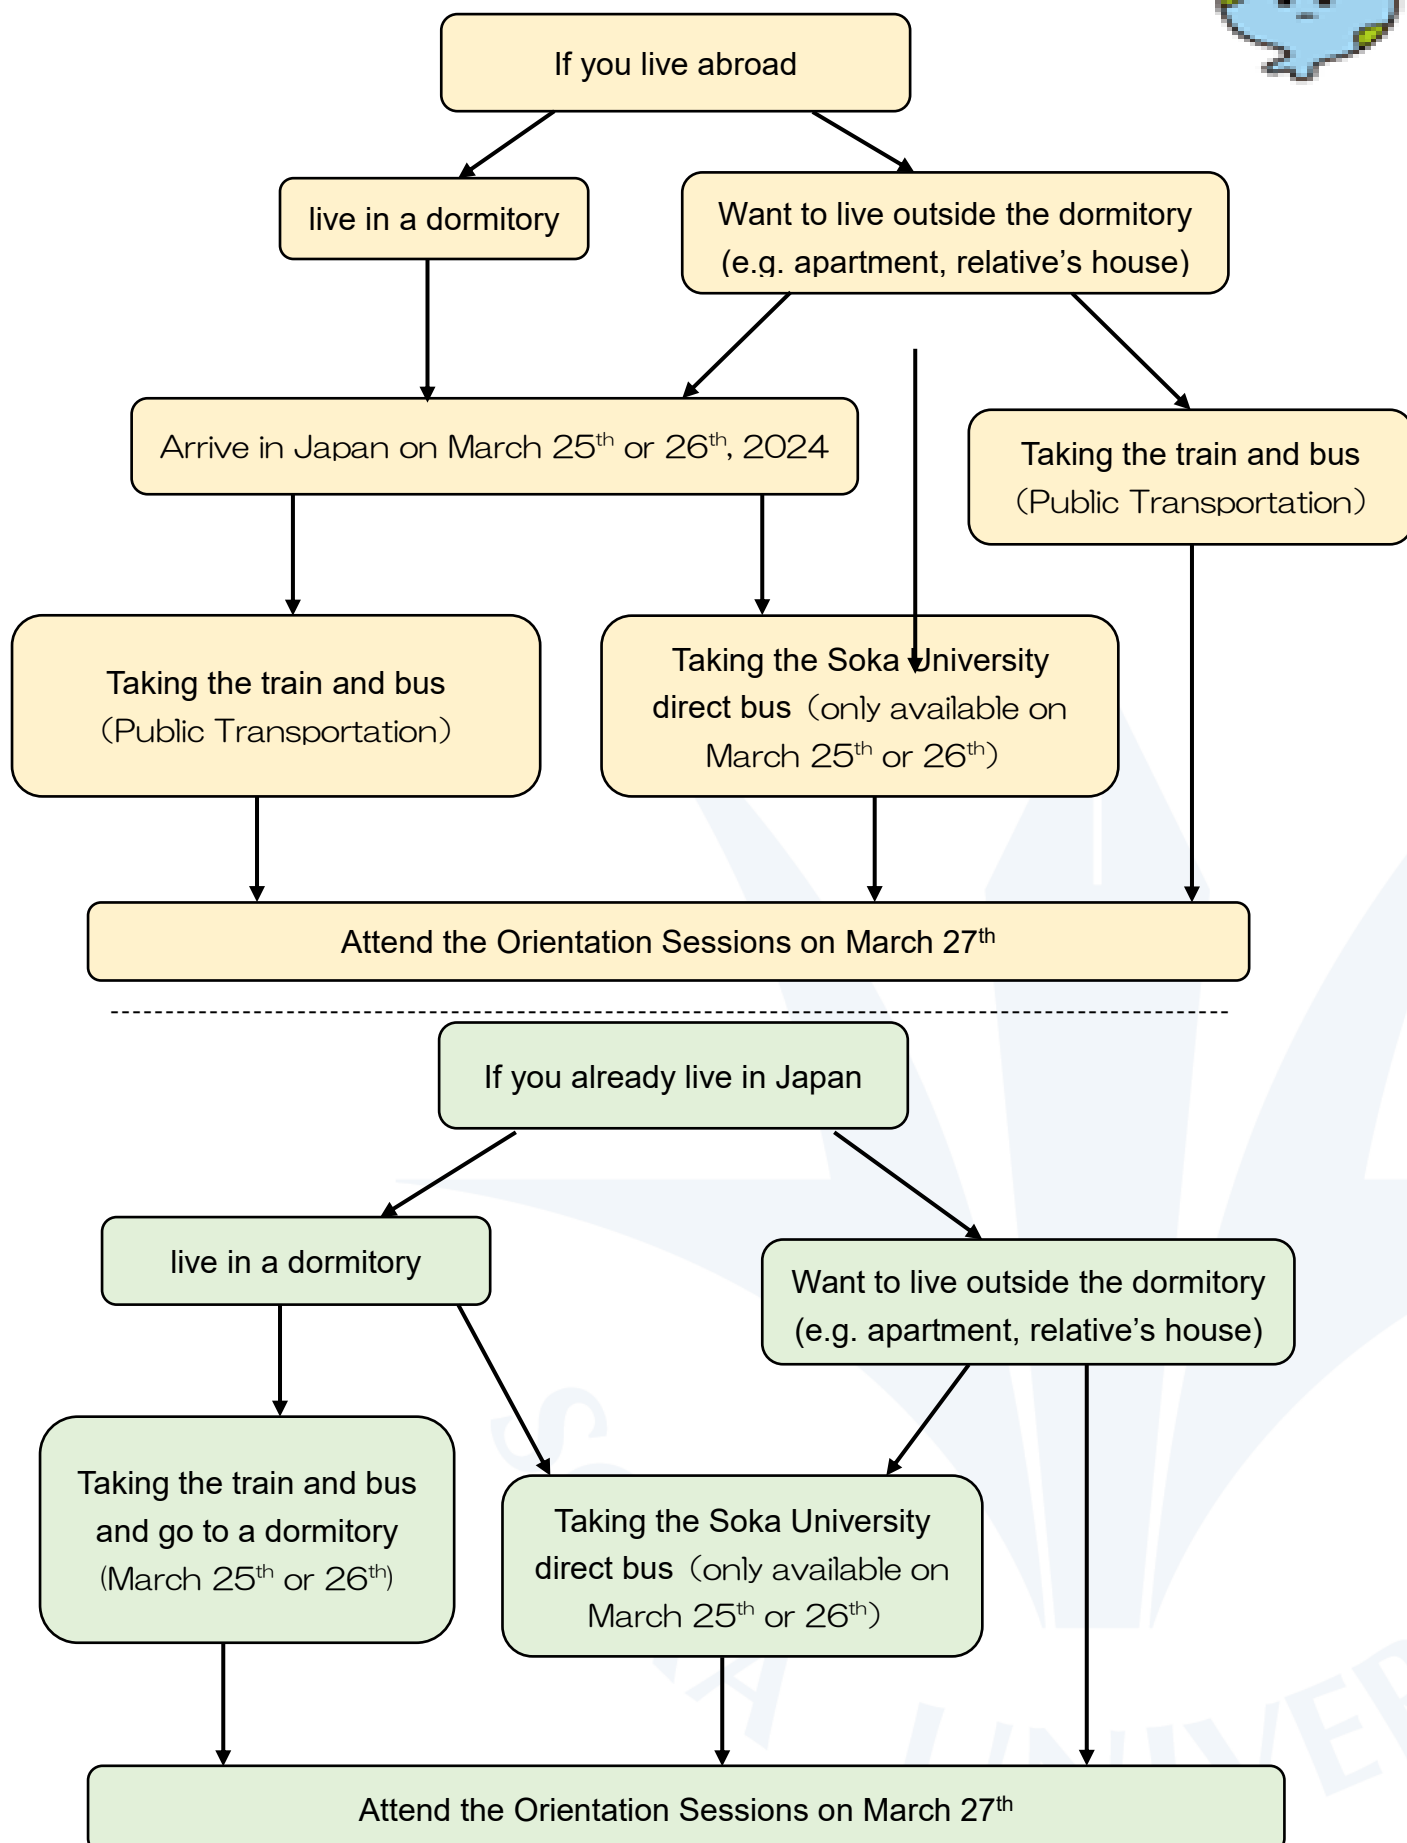 If you live abroad
live in a dormitory
Want to live outside the dormitory
(e.g. apartment, relative’s house)
Arrive in Japan on March 25th or 26th, 2024
Taking the train and bus
（Public Transportation）
Taking the train and bus
（Public Transportation）
Taking the Soka University
direct bus（only available on
March 25th or 26th）
Attend the Orientation Sessions on March 27th
If you already live in Japan
live in a dormitory
Want to live outside the dormitory
(e.g. apartment, relative’s house)
Taking the train and bus
and go to a dormitory
(March 25th or 26th)
Taking the Soka University
direct bus（only available on
March 25th or 26th）
Attend the Orientation Sessions on March 27th